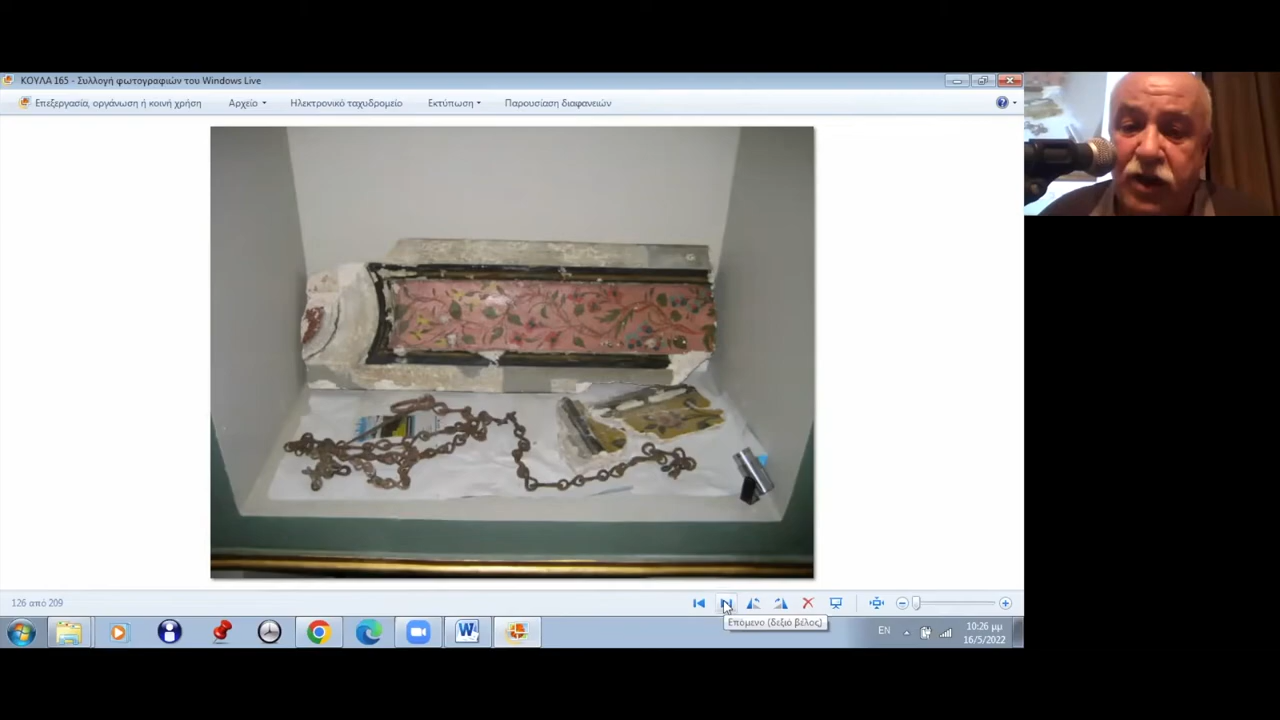 ΚΟΥΛΑ 165 - Συλλογή φωτογραφιών του Windows Live
Επεξεργασία, οργάνωση ή κοινή χρήση Αρχείο Ηλεκτρονικό ταχυδρομείο Εκτύπωση Παρουσίαση διαφανειών
126 από 209
Επόμενο (δεξιό βέλος)
EN
10:26 μμ
16/5/2022